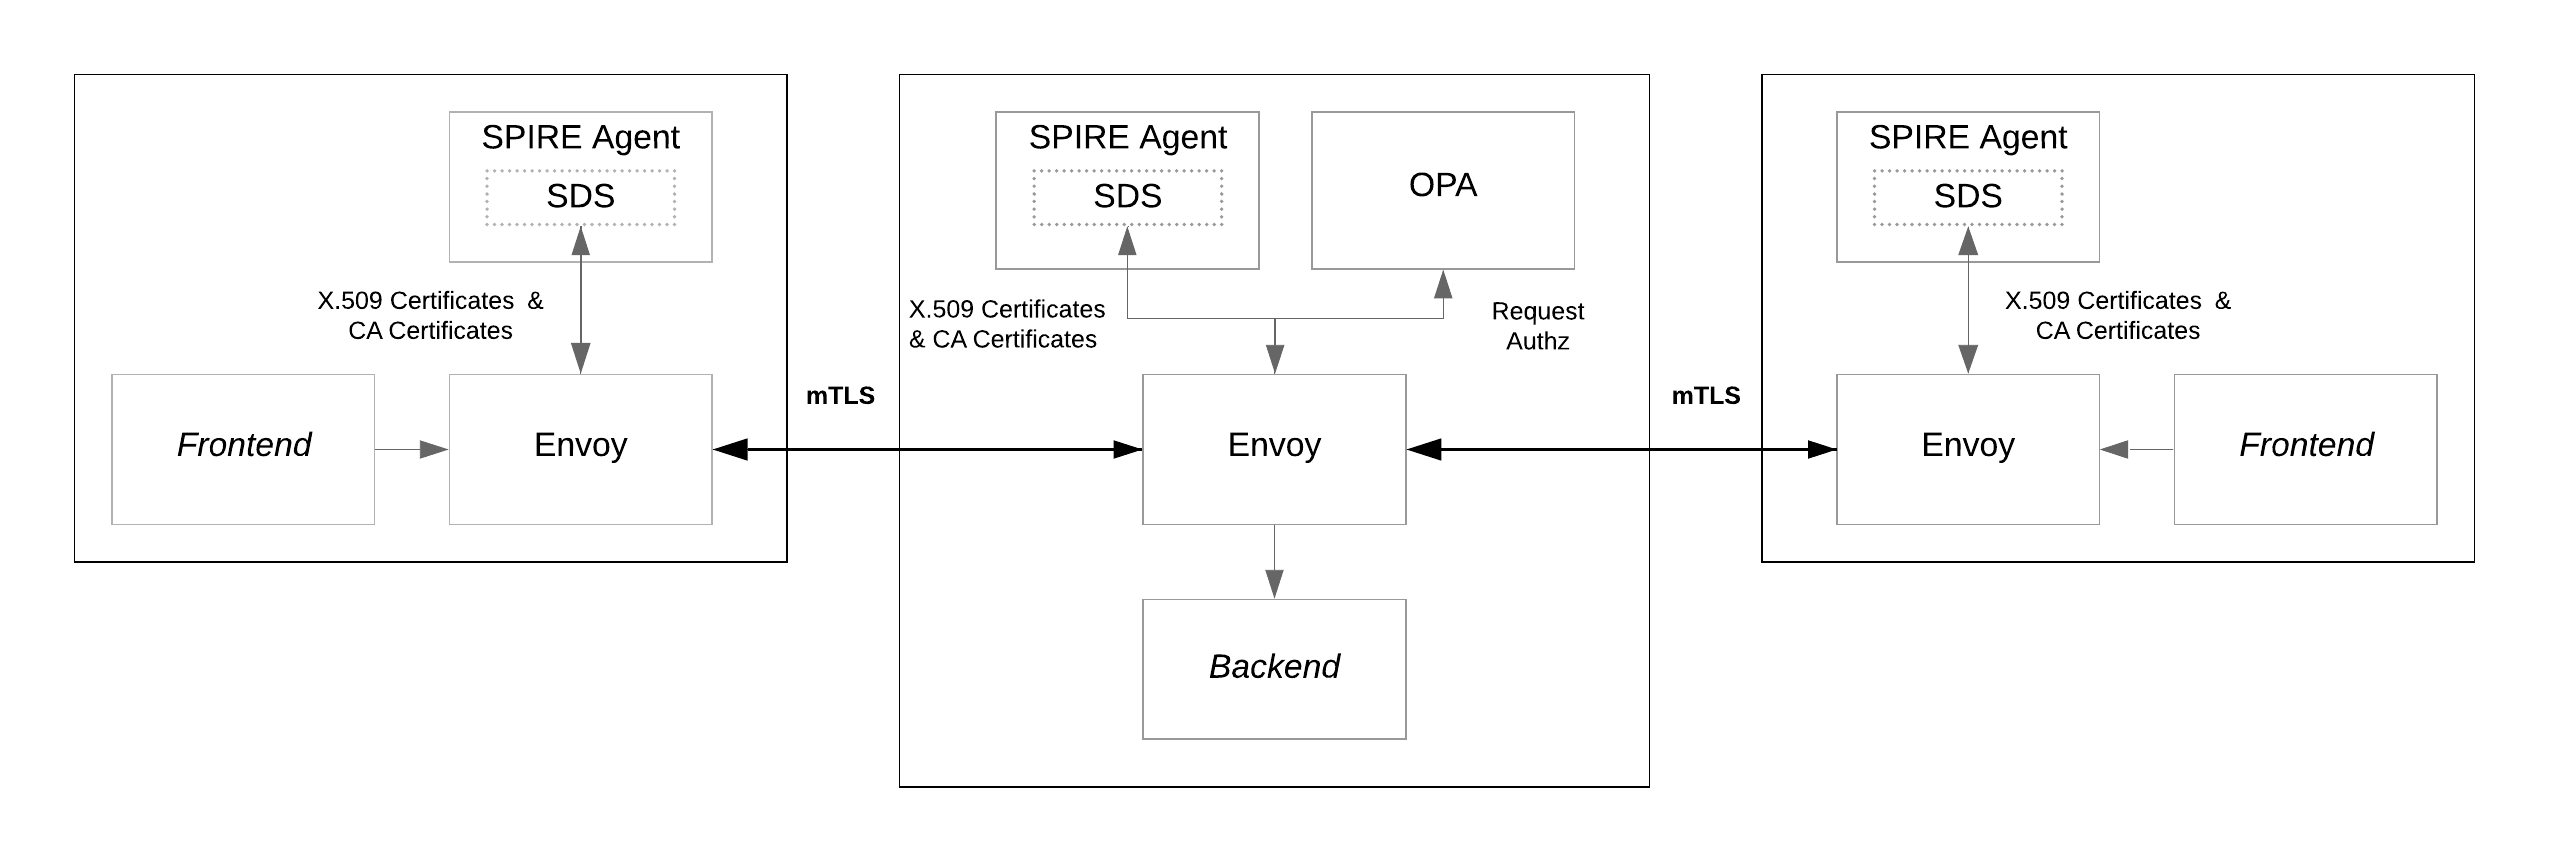 SPIRE Agent
SDS
X.509 Certificates &
CA Certificates
Frontend
Envoy
mTLS
SPIRE Agent
SDS
OPA
X.509 Certificates
& CA Certificates
Request
Authz
Envoy
Backend
mTLS
SPIRE Agent
SDS
X.509 Certificates &
CA Certificates
Envoy
Frontend